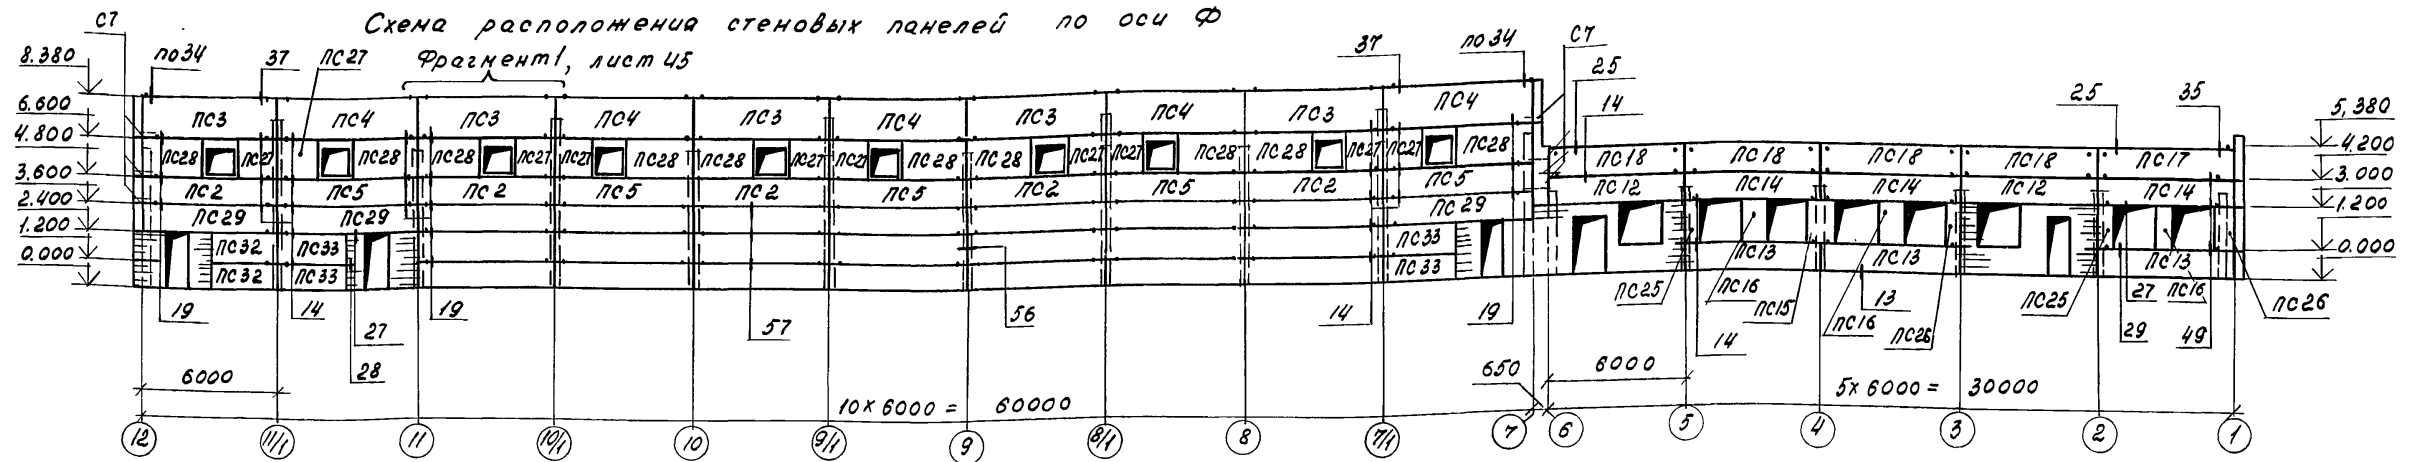 Схема расположения стеновых панелей по оси Ф
Фрагмент 1, лист 45
С7 по34 37 ПС27 37 по34 С7 25 14 25 35
8.380
6.600
4.800
3.600
2.400
1.200
0.000
5,380
4.200
3.000
1.200
0.000
ПС3 ПС4 ПС3 ПС4 ПС3 ПС4 ПС3 ПС4 ПС3 ПС4
ПС28 ПС27 ПС28 ПС28 ПС27 ПС27 ПС28 ПС28 ПС27 ПС27 ПС28 ПС28 ПС27 ПС27 ПС28 ПС28 ПС27 ПС27 ПС28
ПС2 ПС5 ПС2 ПС5 ПС2 ПС5 ПС2 ПС5 ПС2 ПС5
ПС29 ПС29 ПС29
ПС32 ПС33 ПС33
ПС32 ПС33 ПС33
ПС18 ПС18 ПС18 ПС18 ПС17
ПС12 ПС14 ПС14 ПС12 ПС14
ПС13 ПС13 ПС13
19 14 27 28 19 57 56 14 19
ПС25 ПС16 ПС15 ПС16 13 ПС26 ПС25 27 ПС16 ПС26
14 29 49
6000 10 x 6000 = 60000 650 6000 5 x 6000 = 30000
12 11/1 11 10/1 10 9/1 9 8/1 8 7/1 7 6 5 4 3 2 1